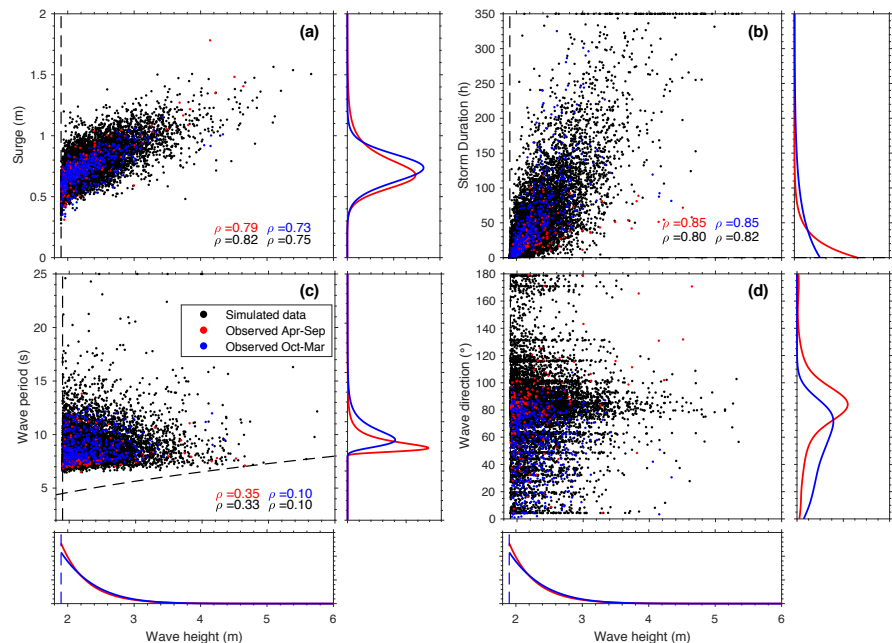 2
1.5
1
0.5
0
Surge (m)
(a)
ρ =0.79 ρ =0.73
ρ =0.82 ρ =0.75
350
300
250
200
150
100
50
0
Storm Duration (h)
(b)
ρ =0.85 ρ =0.85
ρ =0.80 ρ =0.82
25
20
15
10
5
Wave period (s)
(c)
Simulated data
Observed Apr-Sep
Observed Oct-Mar
ρ =0.35 ρ =0.10
ρ =0.33 ρ =0.10
180
160
140
120
100
80
60
40
20
0
Wave direction (°)
(d)
2 3 4 5 6
Wave height (m)
2 3 4 5 6
Wave height (m)